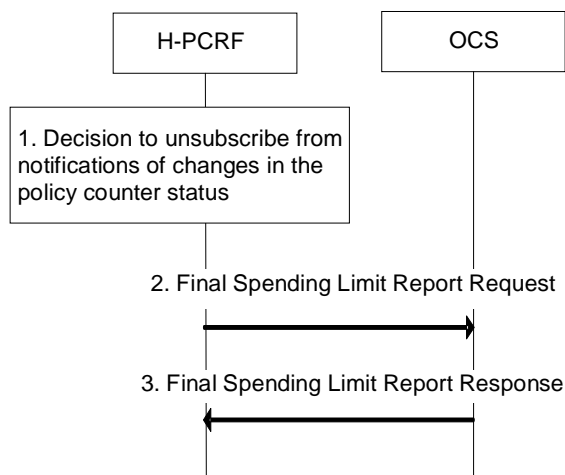 H-PCRF
OCS
1. Decision to unsubscribe from
notifications of changes in the
policy counter status
2. Final Spending Limit Report Request
3. Final Spending Limit Report Response